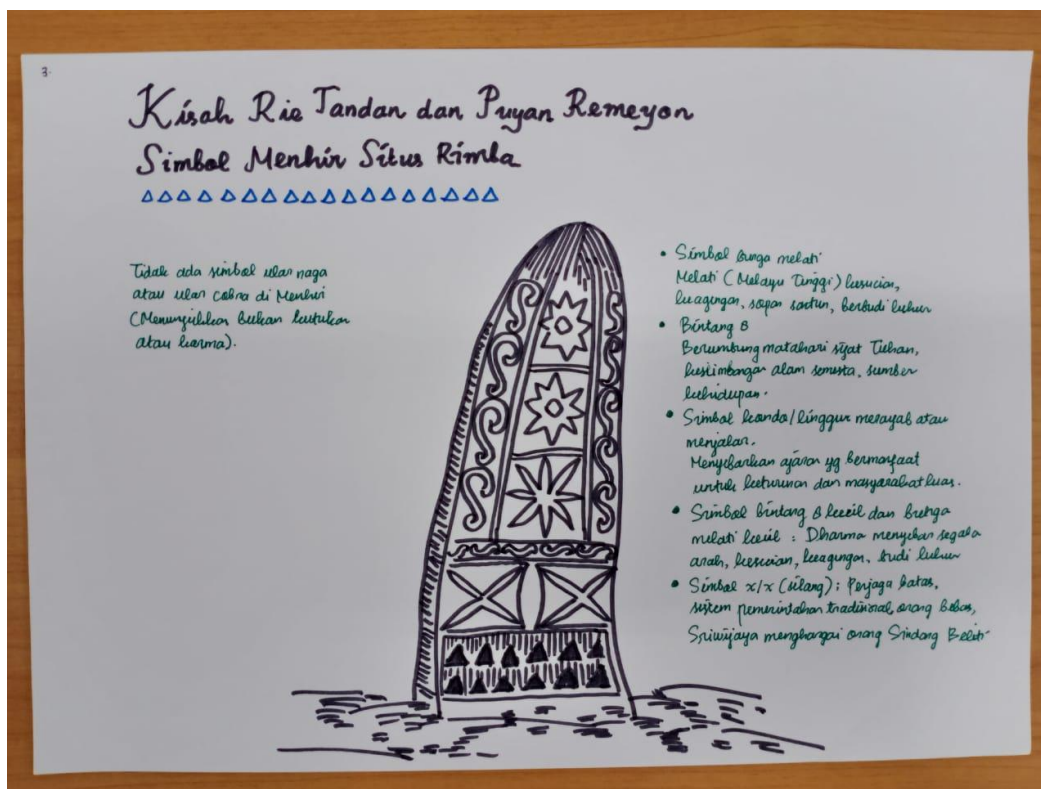 3.
Kisah Rie Tandan dan Puyan Remeyon
Simbol Menhir Situs Rimba
Tidak ada simbol ular naga
atau ular cobra di Menhir
(Menunjukkan bukan kutukan
atau karma).
• Simbol bunga melati
Melati (Melayu Tinggi) kesucian,
keagungan, sopan santun, berbudi luhur
• Bintang 8
matahari sifat Tuhan,
keseimbangan alam semesta, sumber
kehidupan.
• Simbol merayab atau
menjalar.
Menyebarkan ajaran yg bermanfaat
untuk keturunan dan masyarakat luas.
• Simbol bintang 8 kecil dan bunga
melati kecil : Dharma menyebar segala
arah, kesucian, keagungan, budi luhur
• Simbol x/x (silang) : Penjaga batas,
sistem pemerintahan tradisional, orang bebas,
Sriwijaya menghargai orang Sindang Beliti